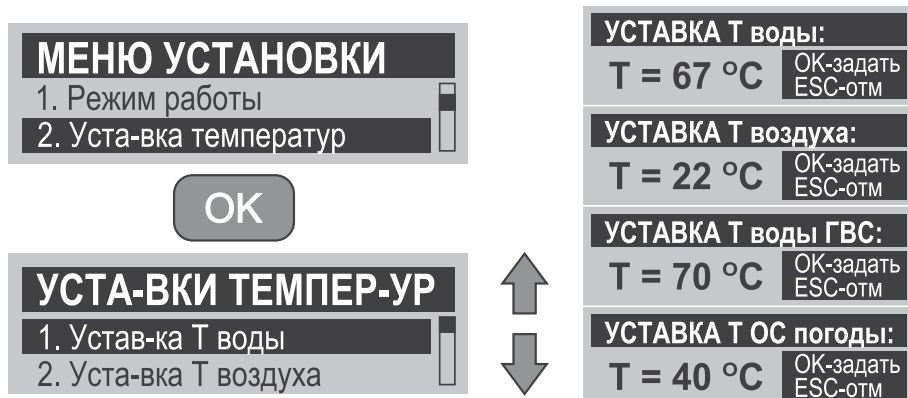 МЕНЮ УСТАНОВКИ
1. Режим работы
2. Уста-вка температур
OK
УСТА-ВКИ ТЕМПЕР-УР
1. Устав-ка Т воды
2. Уста-вка Т воздуха
УСТАВКА Т воды:
T = 67 °C
OK-задать
ESC-отм
УСТАВКА Т воздуха:
T = 22 °C
OK-задать
ESC-отм
УСТАВКА Т воды ГВС:
T = 70 °C
OK-задать
ESC-отм
УСТАВКА Т ОС погоды:
T = 40 °C
OK-задать
ESC-отм